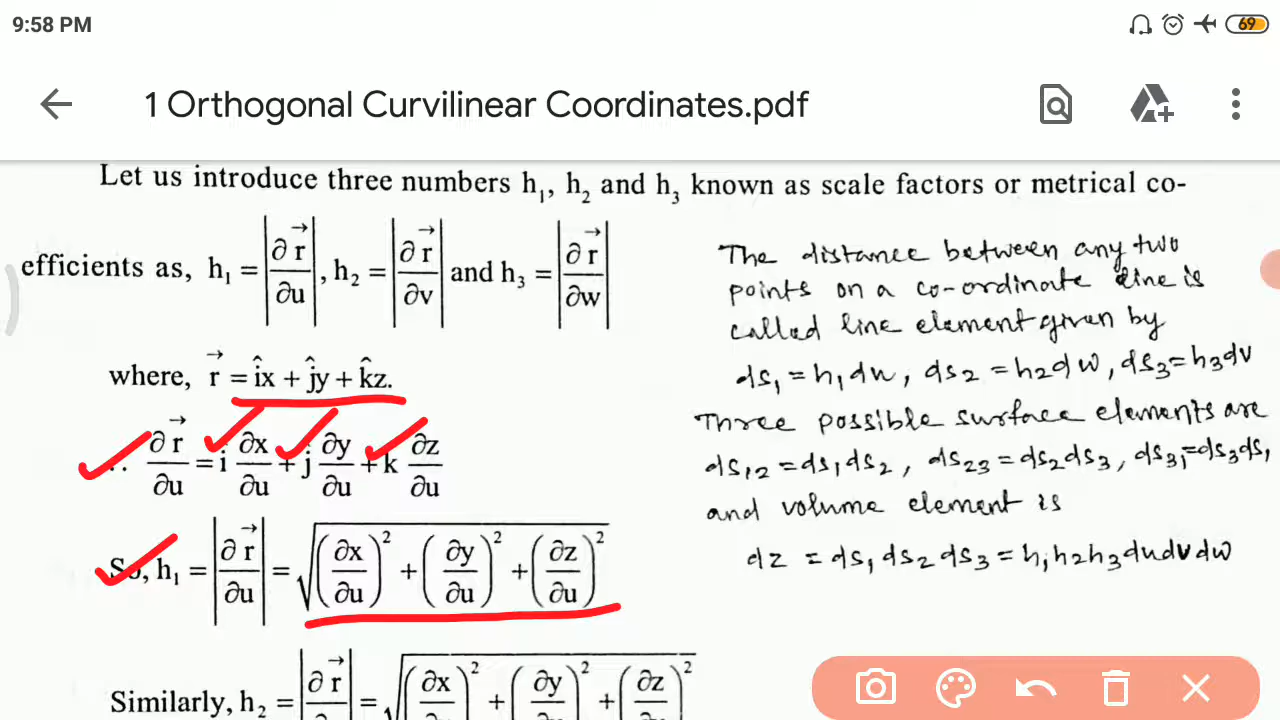 9:58 PM
69
1 Orthogonal Curvilinear Coordinates.pdf
Let us introduce three numbers h₁, h₂ and h₃ known as scale factors or metrical co-
efficients as, h₁ = |∂r⃗/∂u|, h₂ = |∂r⃗/∂v| and h₃ = |∂r⃗/∂w|
where, r⃗ = îx + ĵy + k̂z.
∴ ∂r⃗/∂u = i ∂x/∂u + j ∂y/∂u + k ∂z/∂u
So, h₁ = |∂r⃗/∂u| = √((∂x/∂u)² + (∂y/∂u)² + (∂z/∂u)²)
Similarly, h₂ = |∂r⃗/∂ | = √((∂x/∂ )² + (∂y/∂ )² + (∂z/∂ )²)
The distance between any two
points on a co-ordinate line is
called line element given by
ds₁ = h₁du, ds₂ = h₂dw, ds₃ = h₃dv
Three possible surface elements are
ds₁₂ = ds₁ds₂, ds₂₃ = ds₂ds₃, ds₃₁ = ds₃ds₁
and volume element is
dz = ds₁ds₂ds₃ = h₁h₂h₃dudvdw